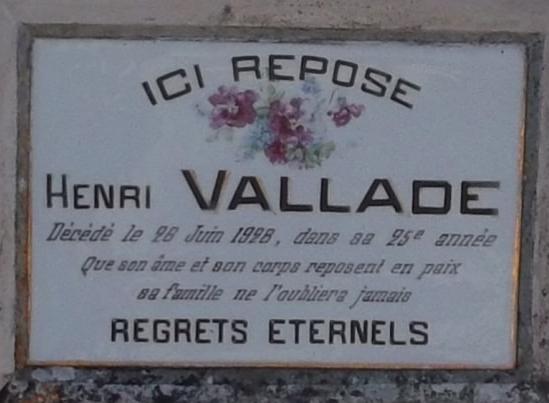 ICI REPOSE
HENRI VALLADE
Décédé le 26 Juin 1928, dans sa 25e année
Que son âme et son corps reposent en paix
sa famille ne l'oubliera jamais
REGRETS ETERNELS